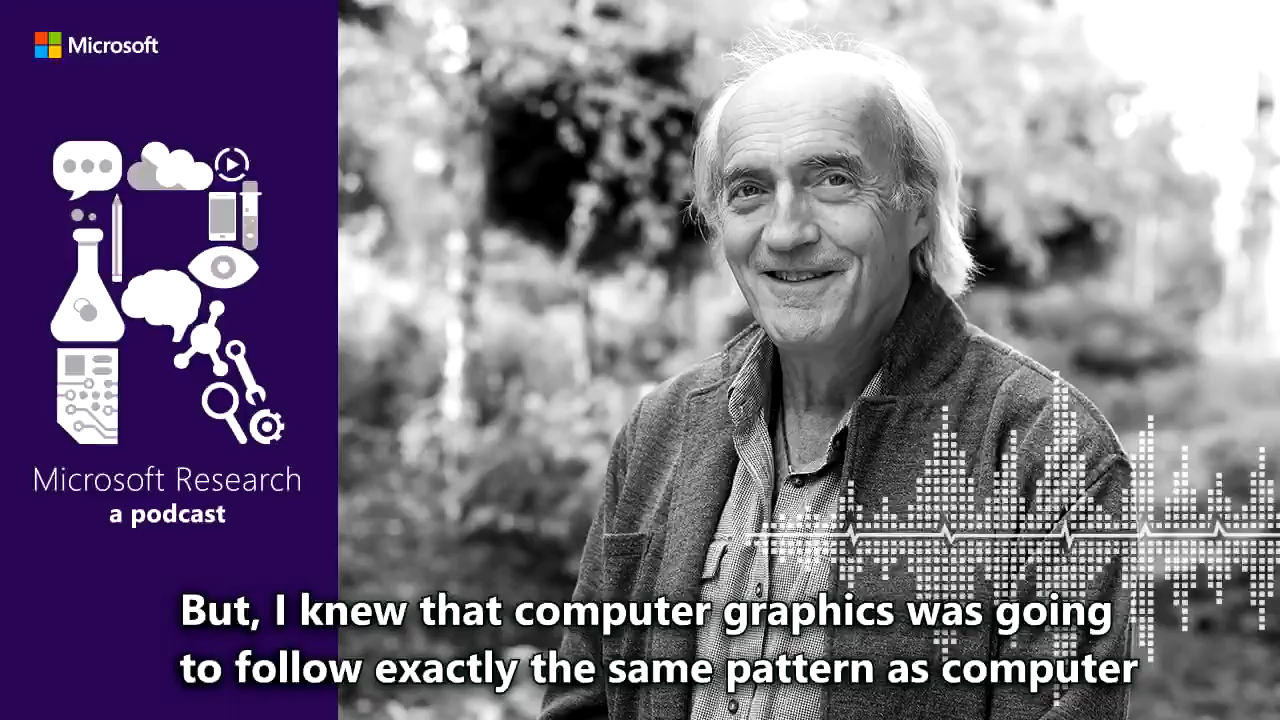 Microsoft
Microsoft Research
a podcast
But, I knew that computer graphics was going
to follow exactly the same pattern as computer